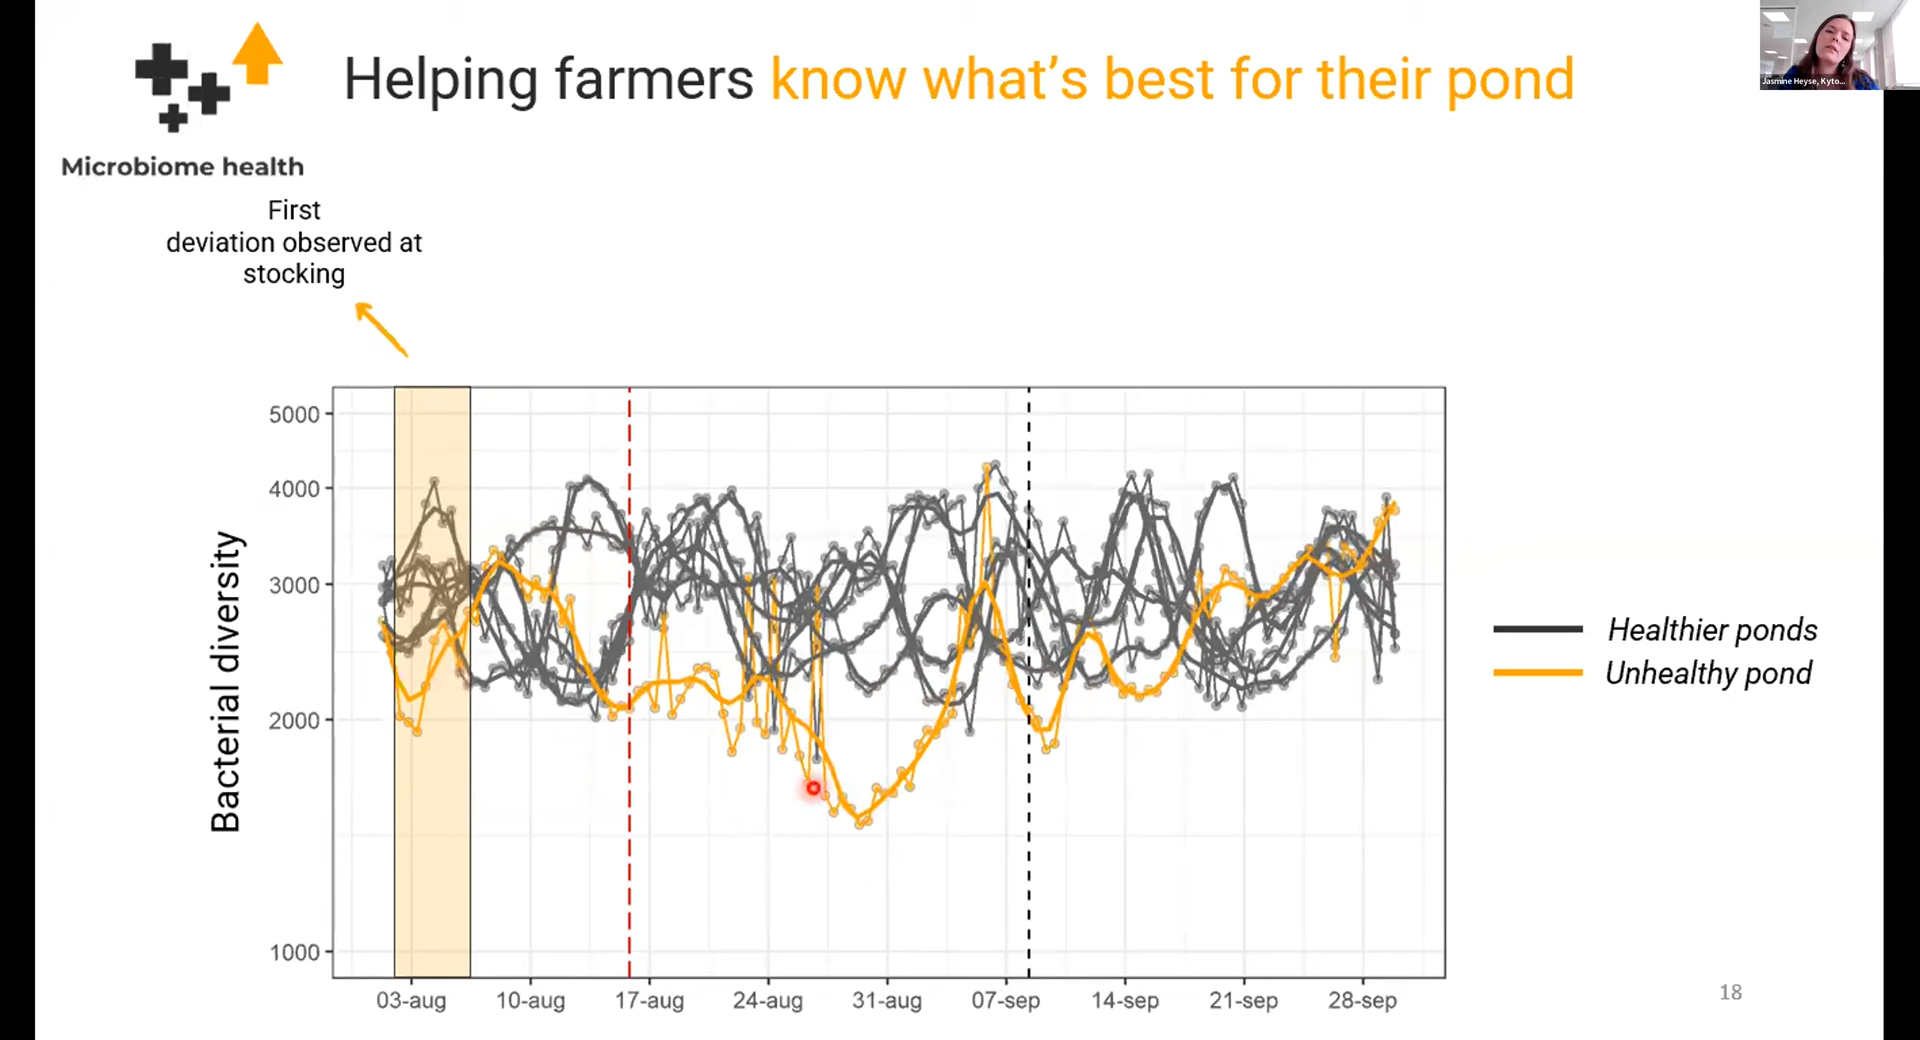 Helping farmers know what's best for their pond
Jasmine Heyse, Kyto...
Microbiome health
First
deviation observed at
stocking
Bacterial diversity
5000
4000
3000
2000
1000
03-aug
10-aug
17-aug
24-aug
31-aug
07-sep
14-sep
21-sep
28-sep
Healthier ponds
Unhealthy pond
18